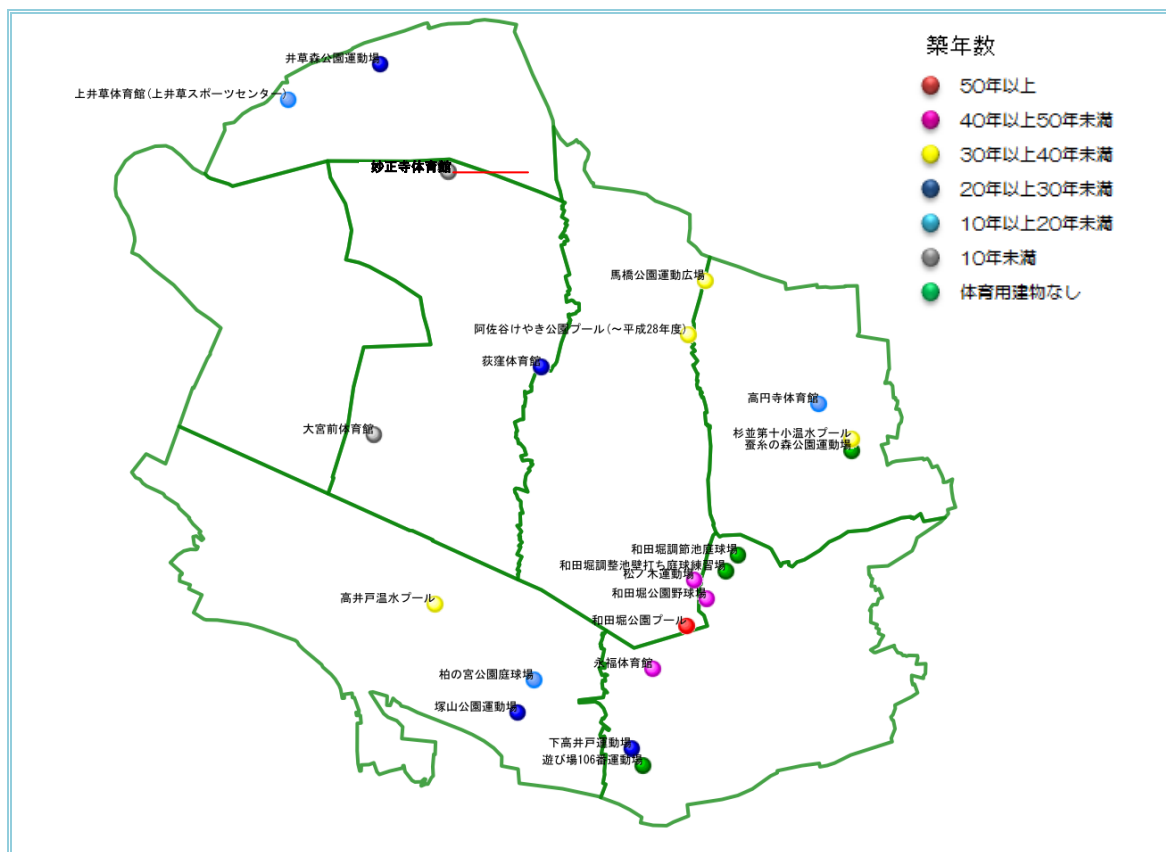 築年数
50年以上
40年以上50年未満
30年以上40年未満
20年以上30年未満
10年以上20年未満
10年未満
体育用建物なし
井草森公園運動場
上井草体育館(上井草スポーツセンター)
妙正寺体育館
馬橋公園運動広場
阿佐谷けやき公園プール(～平成28年度)
荻窪体育館
高円寺体育館
大宮前体育館
杉並第十小温水プール
蚕糸の森公園運動場
和田堀調節池庭球場
和田堀調整池壁打ち庭球練習場
松ノ木運動場
和田堀公園野球場
高井戸温水プール
和田堀公園プール
永福体育館
柏の宮公園庭球場
塚山公園運動場
下高井戸運動場
遊び場106番運動場